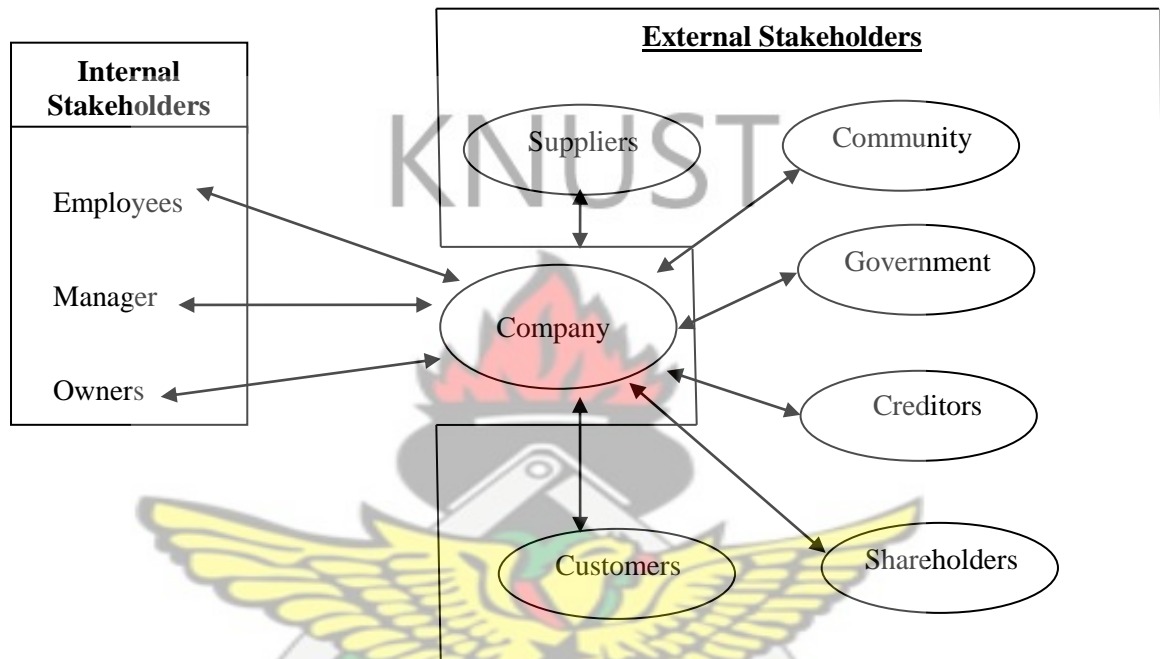 External Stakeholders
Internal
Stakeholders
KNUST
Suppliers
Community
Employees
Government
Manager
Company
Owners
Creditors
Customers
Shareholders